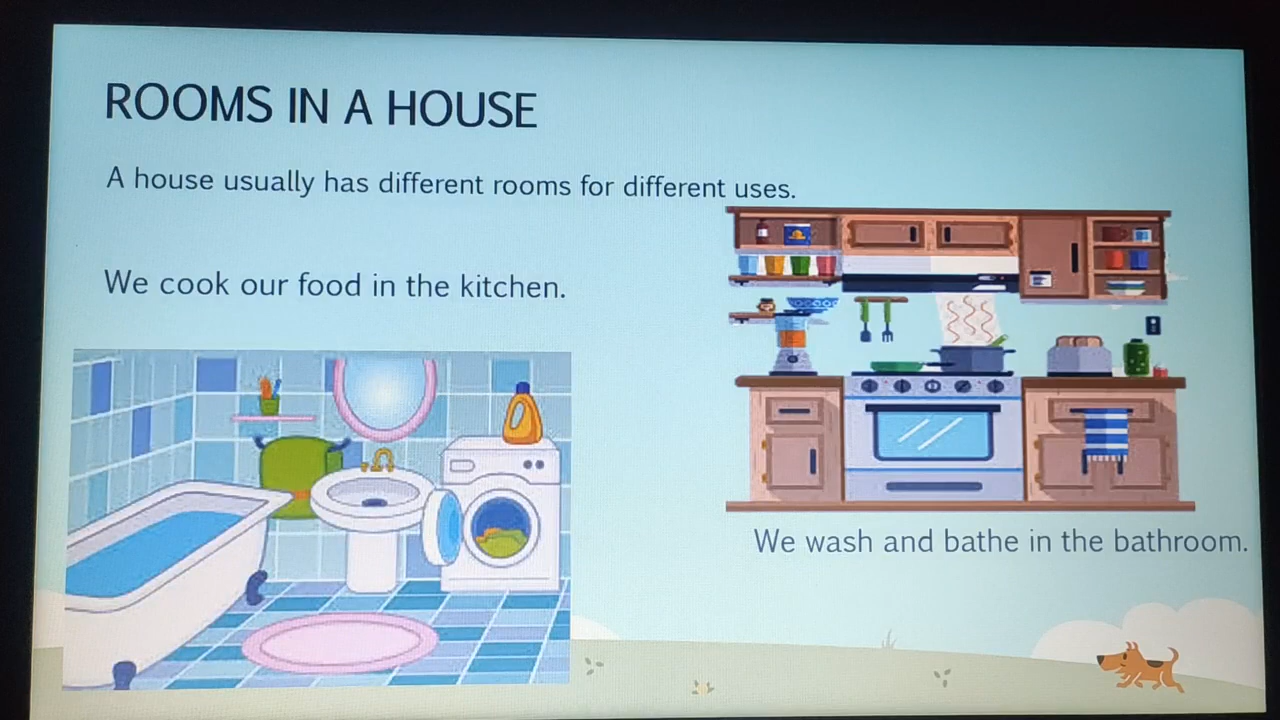 ROOMS IN A HOUSE
A house usually has different rooms for different uses.
We cook our food in the kitchen.
We wash and bathe in the bathroom.